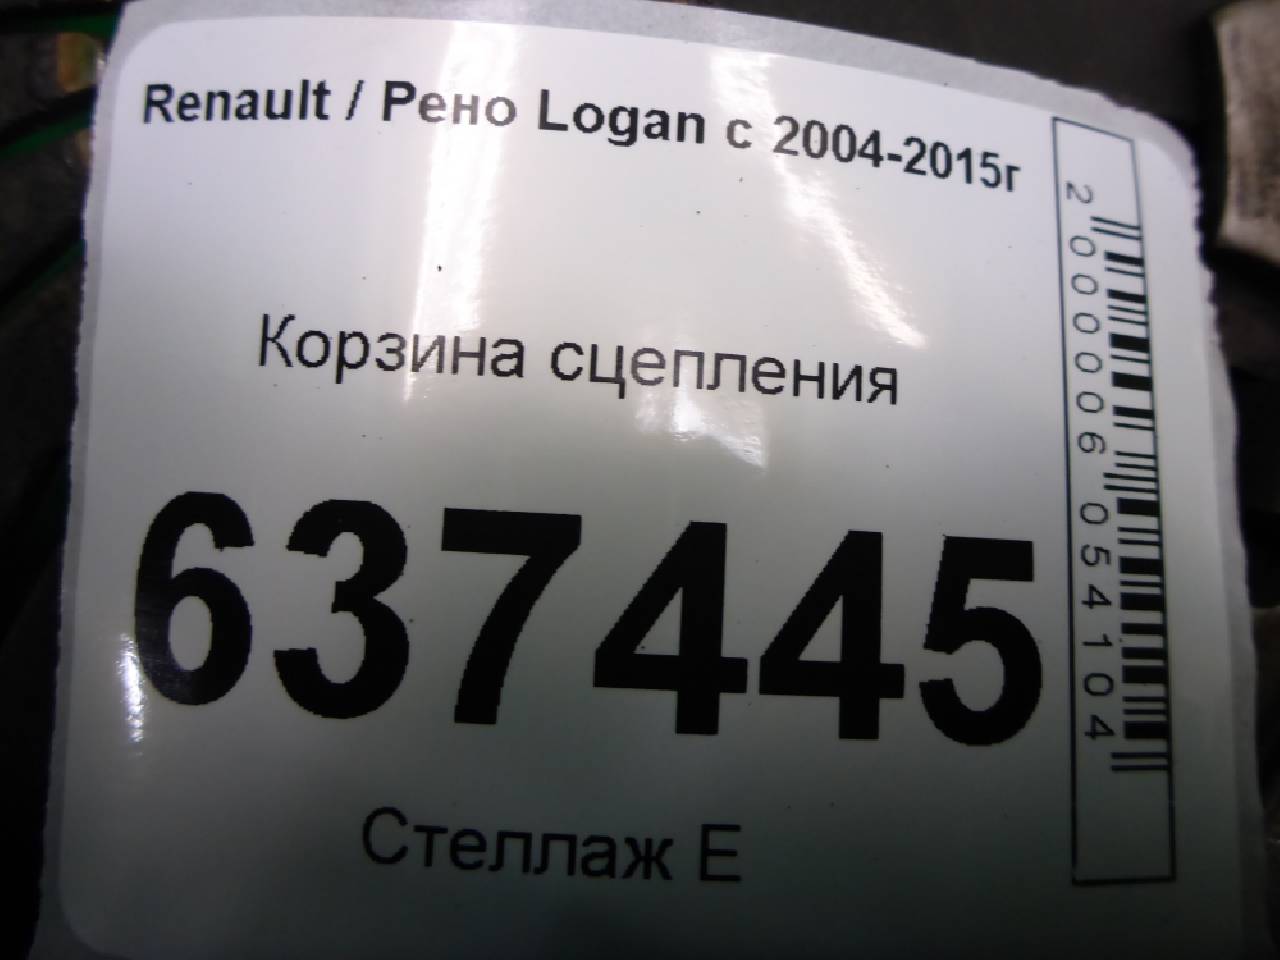 Renault / Рено Logan с 2004-2015г
Корзина сцепления
637445
Стеллаж Е
2000006054104